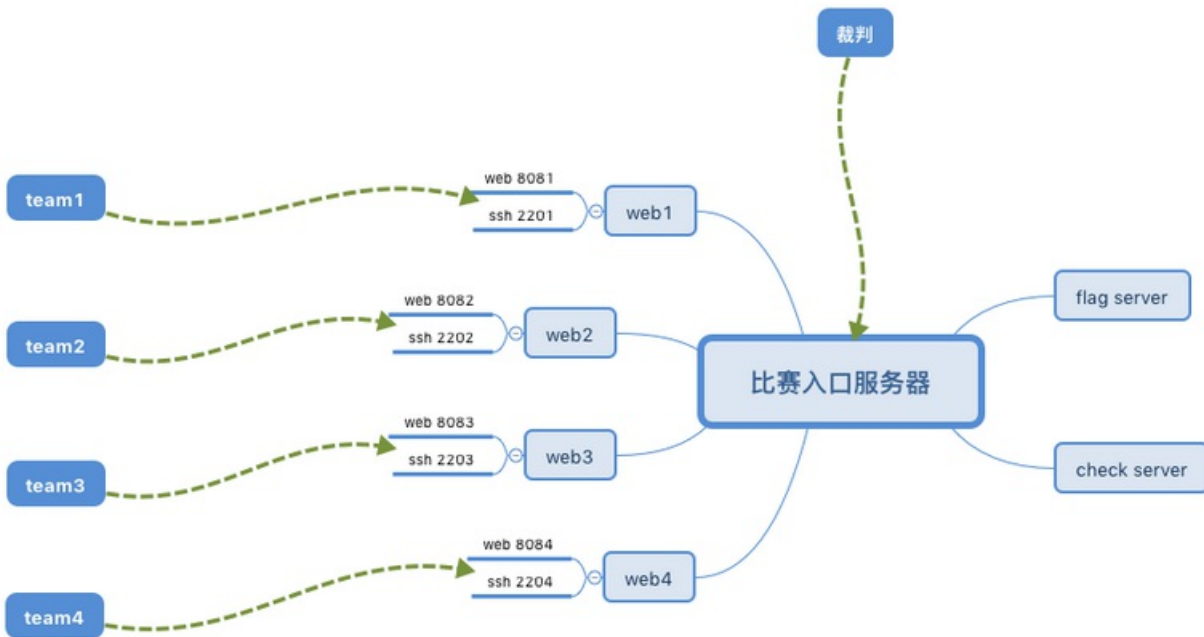 裁判
team1
web 8081
ssh 2201
web1
team2
web 8082
ssh 2202
web2
team3
web 8083
ssh 2203
web3
team4
web 8084
ssh 2204
web4
比赛入口服务器
flag server
check server